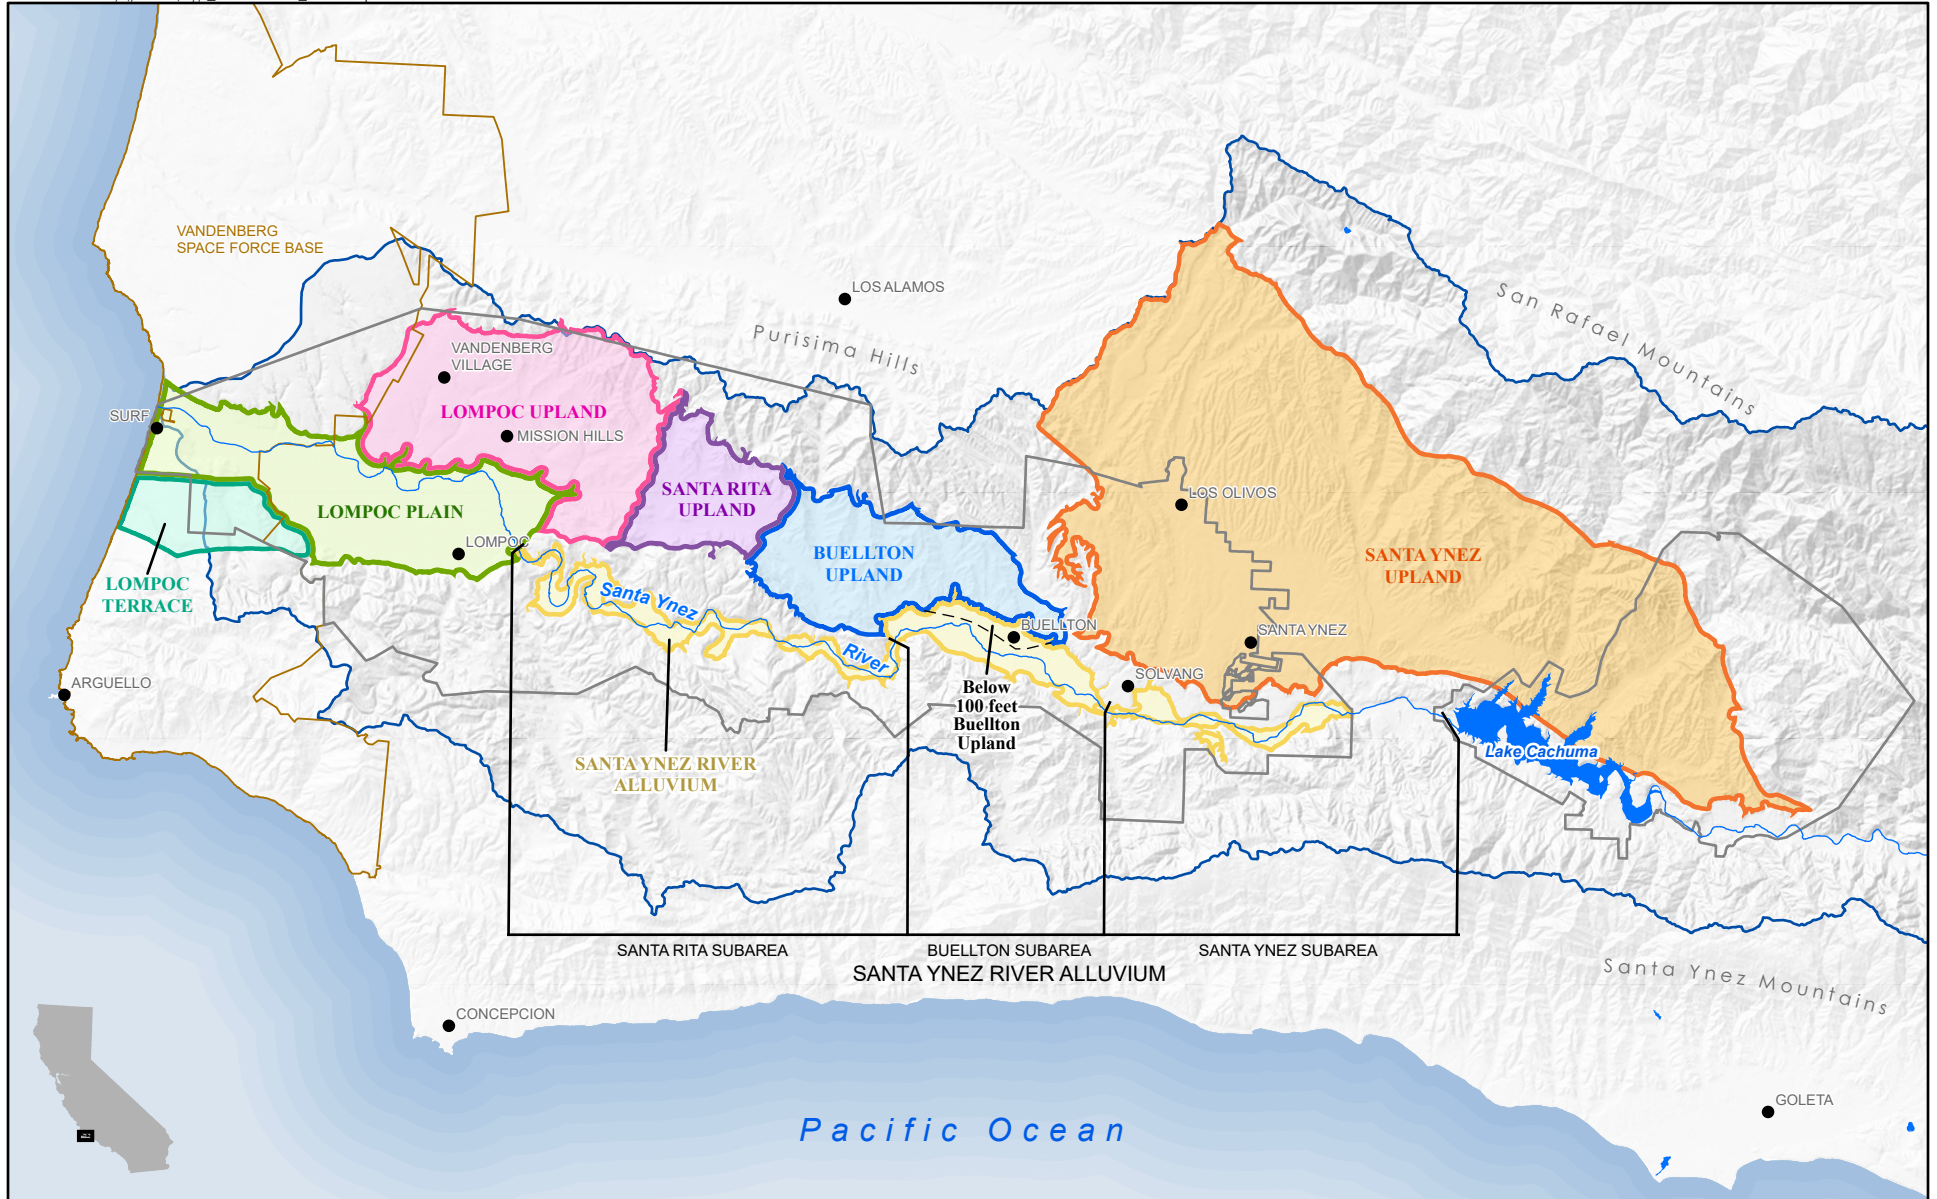 VANDENBERG
SPACE FORCE BASE
LOS ALAMOS
Purisima Hills
San Rafael Mountains
VANDENBERG
VILLAGE
LOMPOC UPLAND
MISSION HILLS
SURF
SANTA RITA
UPLAND
LOS OLIVOS
LOMPOC PLAIN
LOMPOC
BUELLTON
UPLAND
SANTA YNEZ
UPLAND
LOMPOC
TERRACE
Santa Ynez
River
BUELLTON
SANTA YNEZ
SOLVANG
ARGUELLO
Below
100 feet
Buellton
Upland
Lake Cachuma
SANTA YNEZ RIVER
ALLUVIUM
SANTA RITA SUBAREA
BUELLTON SUBAREA
SANTA YNEZ SUBAREA
SANTA YNEZ RIVER ALLUVIUM
Santa Ynez Mountains
CONCEPCION
GOLETA
Pacific Ocean